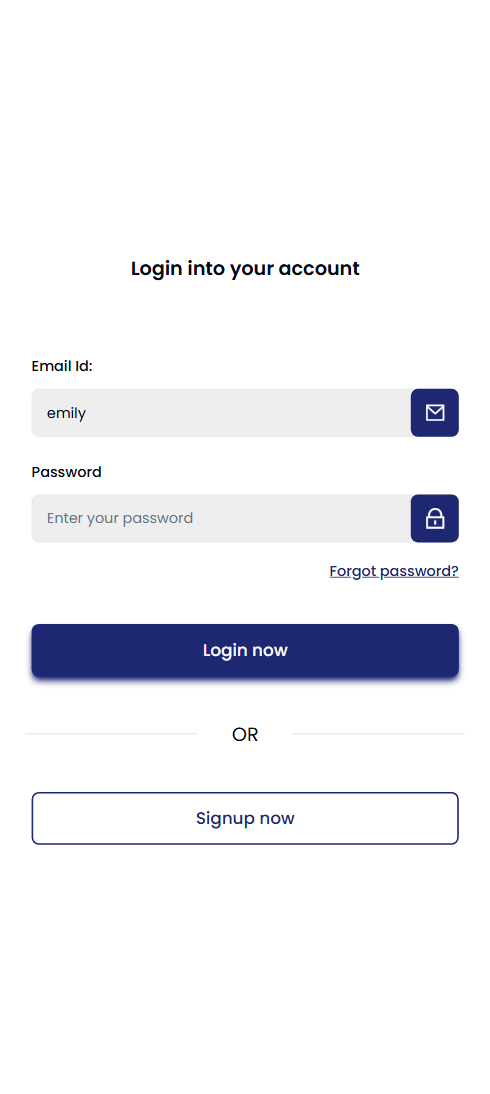 Login into your account
Email Id:
emily
Password
Enter your password
Forgot password?
Login now
OR
Signup now